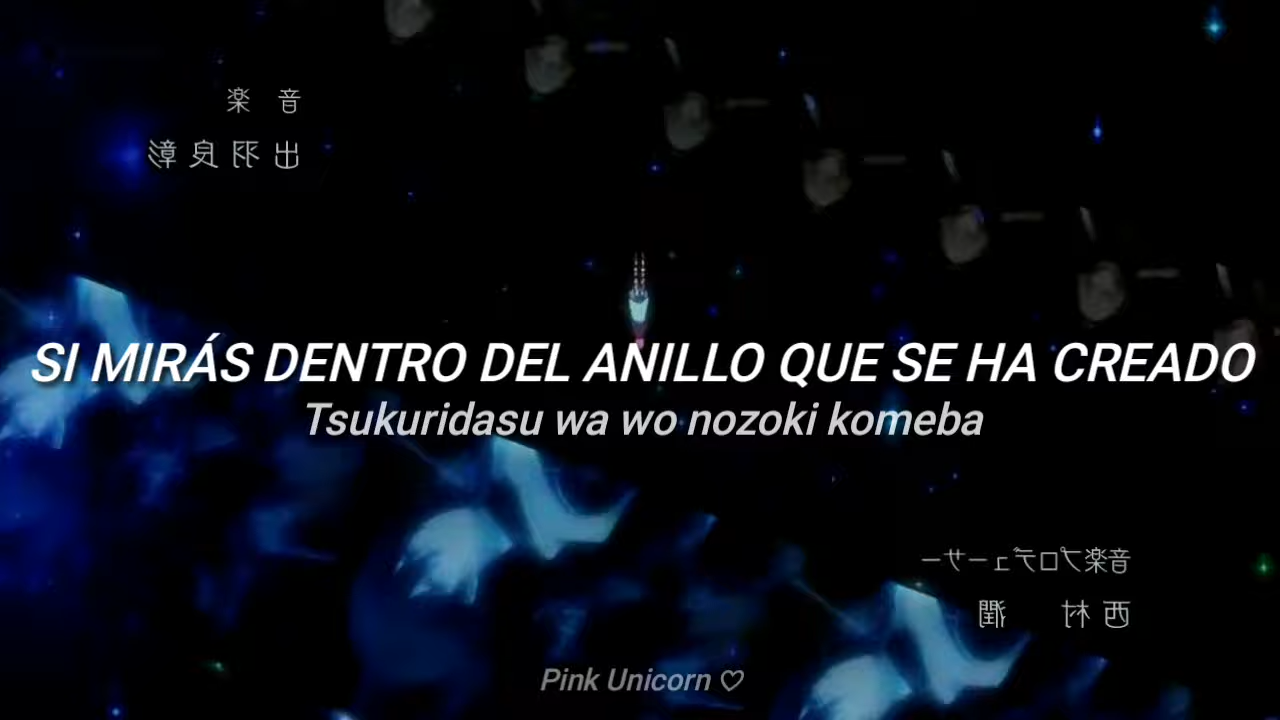 音楽
出羽良彰
SI MIRÁS DENTRO DEL ANILLO QUE SE HA CREADO
Tsukuridasu wa wo nozoki komeba
音楽プロデューサー
西村 潤
Pink Unicorn ♡